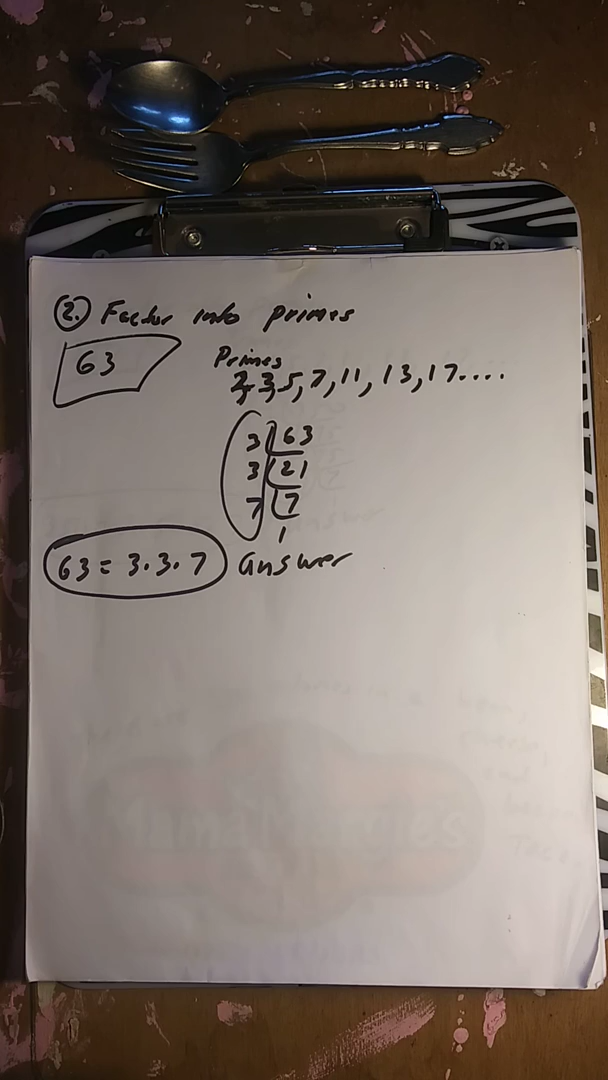 2. Factor into primes
63
Primes
2, 3, 5, 7, 11, 13, 17....
3 63
3 21
7 7
1
63 = 3 · 3 · 7 answer